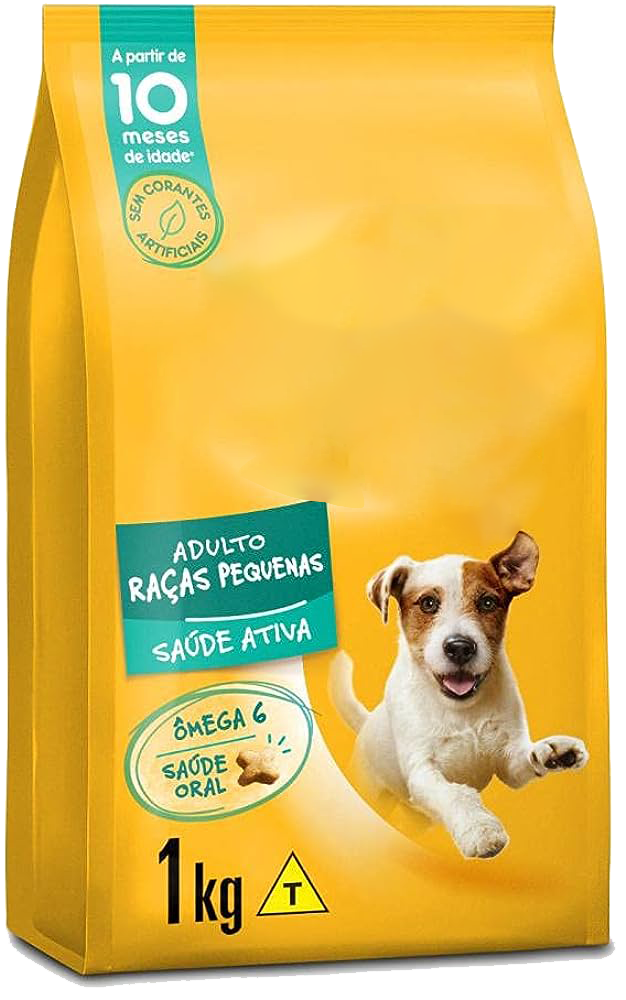 A partir de
10
meses
de idade*
SEM CORANTES
ARTIFICIAIS
ADULTO
RAÇAS PEQUENAS
SAÚDE ATIVA
ÔMEGA 6
SAÚDE
ORAL
1kg
T